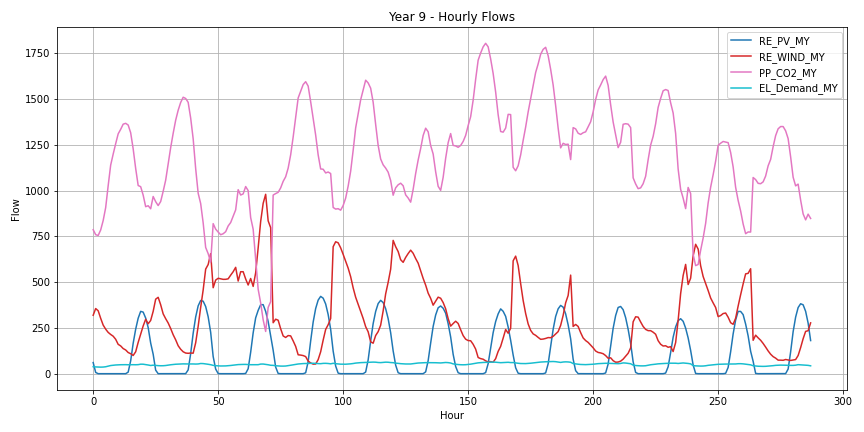 Year 9 - Hourly Flows
RE_PV_MY
RE_WIND_MY
PP_CO2_MY
EL_Demand_MY
1750
1500
1250
1000
750
500
250
0
Flow
0
50
100
150
200
250
300
Hour